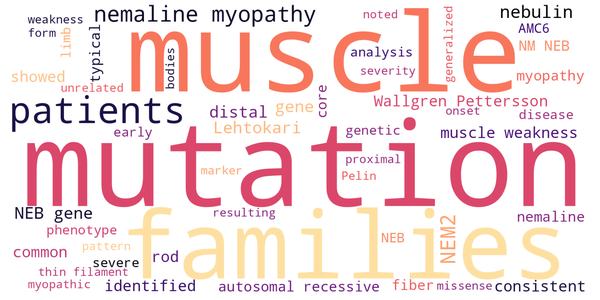 weakness
form
limb
typical
nemaline myopathy
muscle
noted
generalized
nebulin
AMC6
NM NEB
analysis
severity
myopathy
showed
unrelated
bodies
patients
distal
gene
core
Wallgren Pettersson
Lehtokari
early
genetic
onset
disease
muscle weakness
mutation
marker
proximal
Pelin
NEB gene
resulting
nemaline
phenotype
families
NEB
NEM2
pattern
common
severe
rod
thin filament
myopathic
identified
autosomal recessive
fiber
missense
consistent